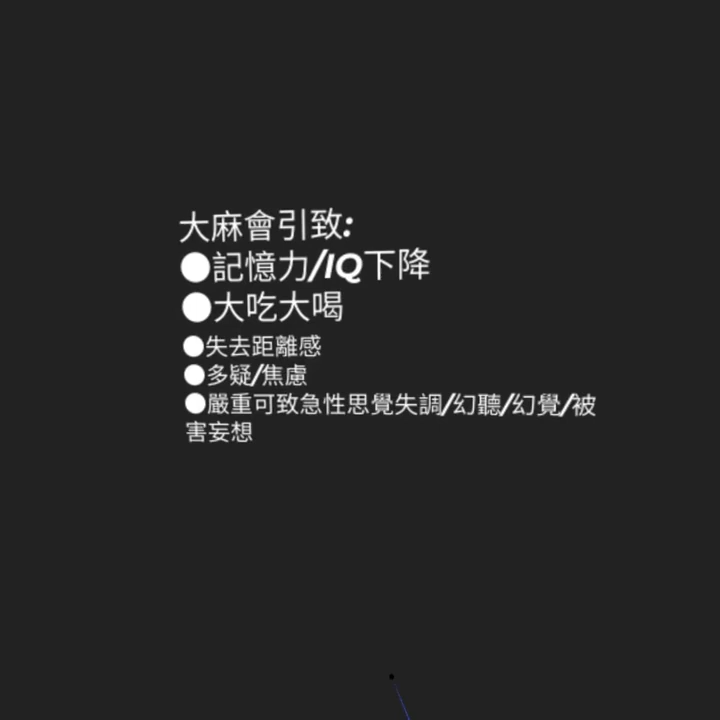 大麻會引致:
●記憶力/IQ下降
●大吃大喝
●失去距離感
●多疑/焦慮
●嚴重可致急性思覺失調/幻聽/幻覺/被
害妄想